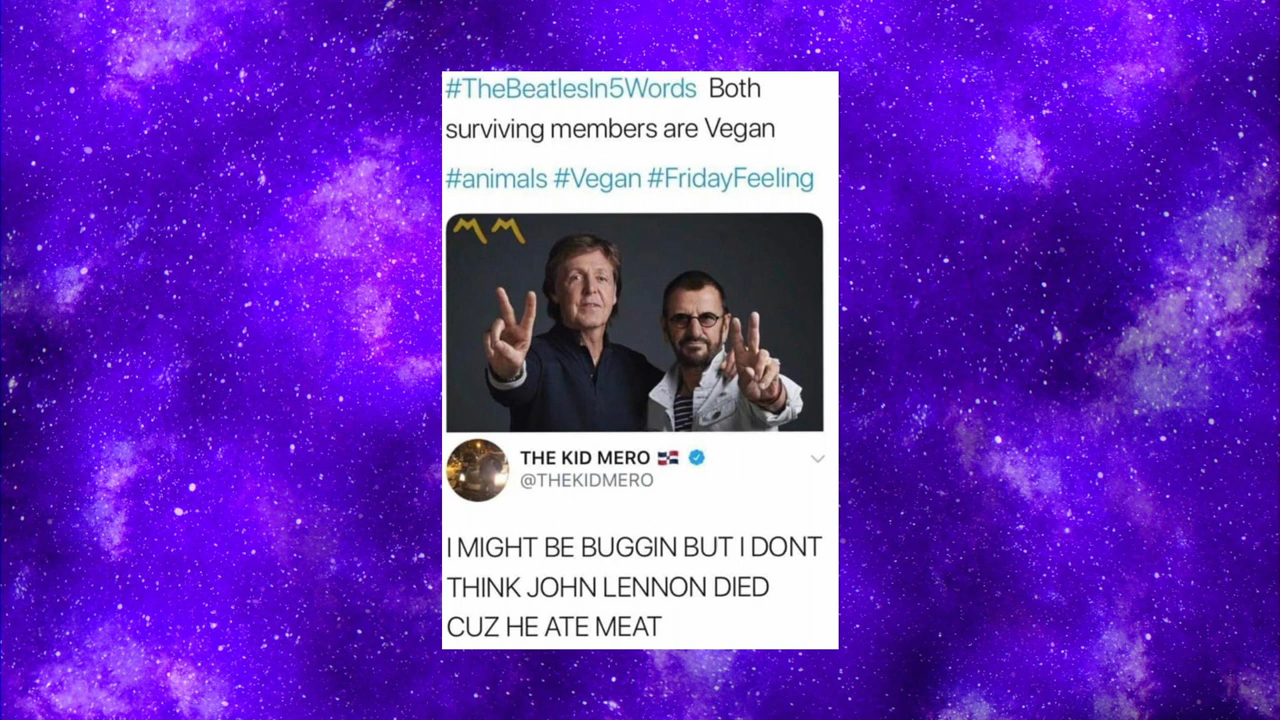 #TheBeatlesIn5Words Both
surviving members are Vegan
#animals #Vegan #FridayFeeling
THE KID MERO
@THEKIDMERO
I MIGHT BE BUGGIN BUT I DONT
THINK JOHN LENNON DIED
CUZ HE ATE MEAT